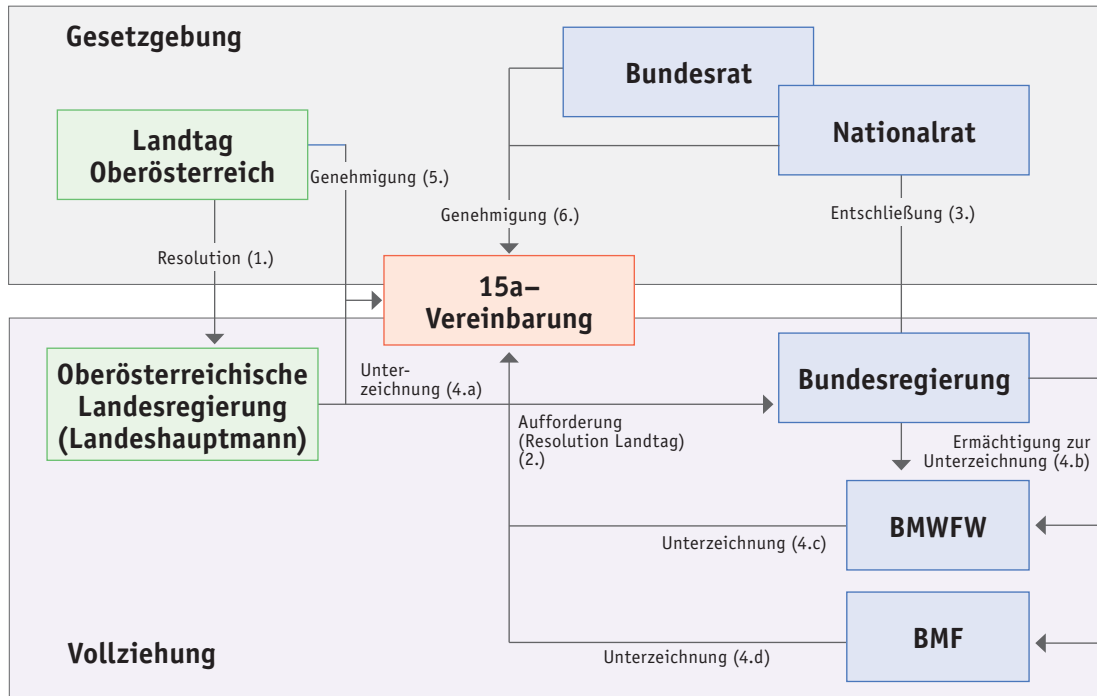 Gesetzgebung
Bundesrat
Nationalrat
Landtag
Oberösterreich
Genehmigung (5.)
Genehmigung (6.)
Entschließung (3.)
Resolution (1.)
15a–
Vereinbarung
Oberösterreichische
Landesregierung
(Landeshauptmann)
Unter-
zeichnung (4.a)
Bundesregierung
Aufforderung
(Resolution Landtag)
(2.)
Ermächtigung zur
Unterzeichnung (4.b)
BMWFW
Unterzeichnung (4.c)
BMF
Unterzeichnung (4.d)
Vollziehung